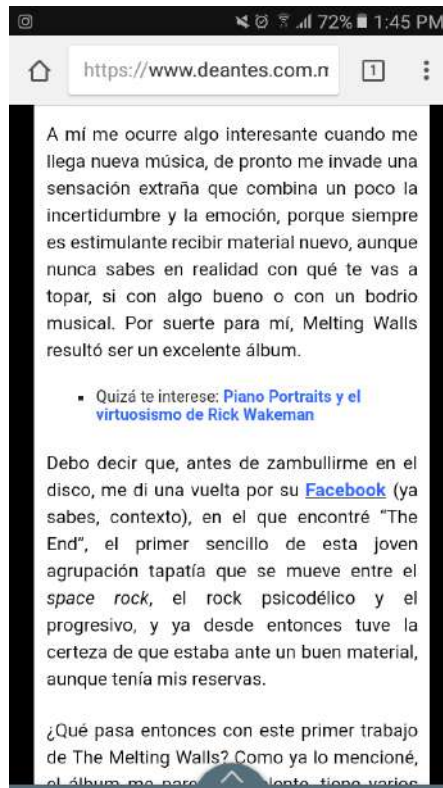 72% 1:45 PM
https://www.deantes.com.m
1
A mí me ocurre algo interesante cuando me
llega nueva música, de pronto me invade una
sensación extraña que combina un poco la
incertidumbre y la emoción, porque siempre
es estimulante recibir material nuevo, aunque
nunca sabes en realidad con qué te vas a
topar, si con algo bueno o con un bodrio
musical. Por suerte para mí, Melting Walls
resultó ser un excelente álbum.
▪ Quizá te interese: Piano Portraits y el
virtuosismo de Rick Wakeman
Debo decir que, antes de zambullirme en el
disco, me di una vuelta por su Facebook (ya
sabes, contexto), en el que encontré “The
End”, el primer sencillo de esta joven
agrupación tapatía que se mueve entre el
space rock, el rock psicodélico y el
progresivo, y ya desde entonces tuve la
certeza de que estaba ante un buen material,
aunque tenía mis reservas.
¿Qué pasa entonces con este primer trabajo
de The Melting Walls? Como ya lo mencioné,
el álbum me tiene varios